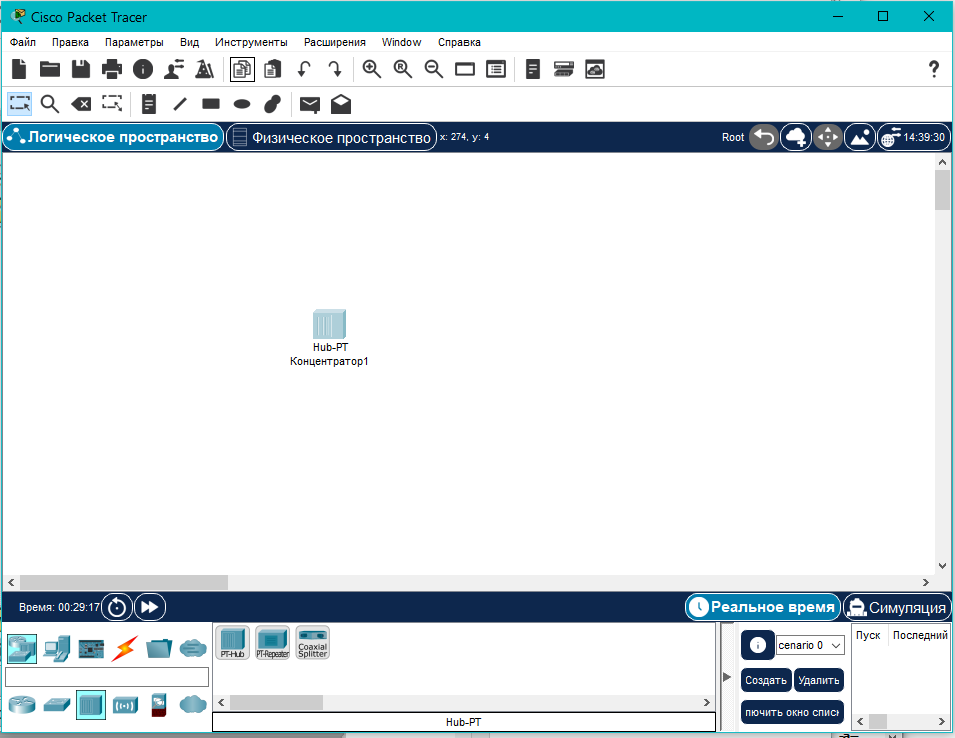 Cisco Packet Tracer
Файл Правка Параметры Вид Инструменты Расширения Window Справка
Логическое пространство Физическое пространство x: 274, y: 4 Root 14:39:30
Hub-PT
Концентратор1
Время: 00:29:17 Реальное время Симуляция
PT-Hub PT-Repeater Coaxial Splitter
cenario 0
Пуск Последний
Создать Удалить
лючить окно списк
Hub-PT